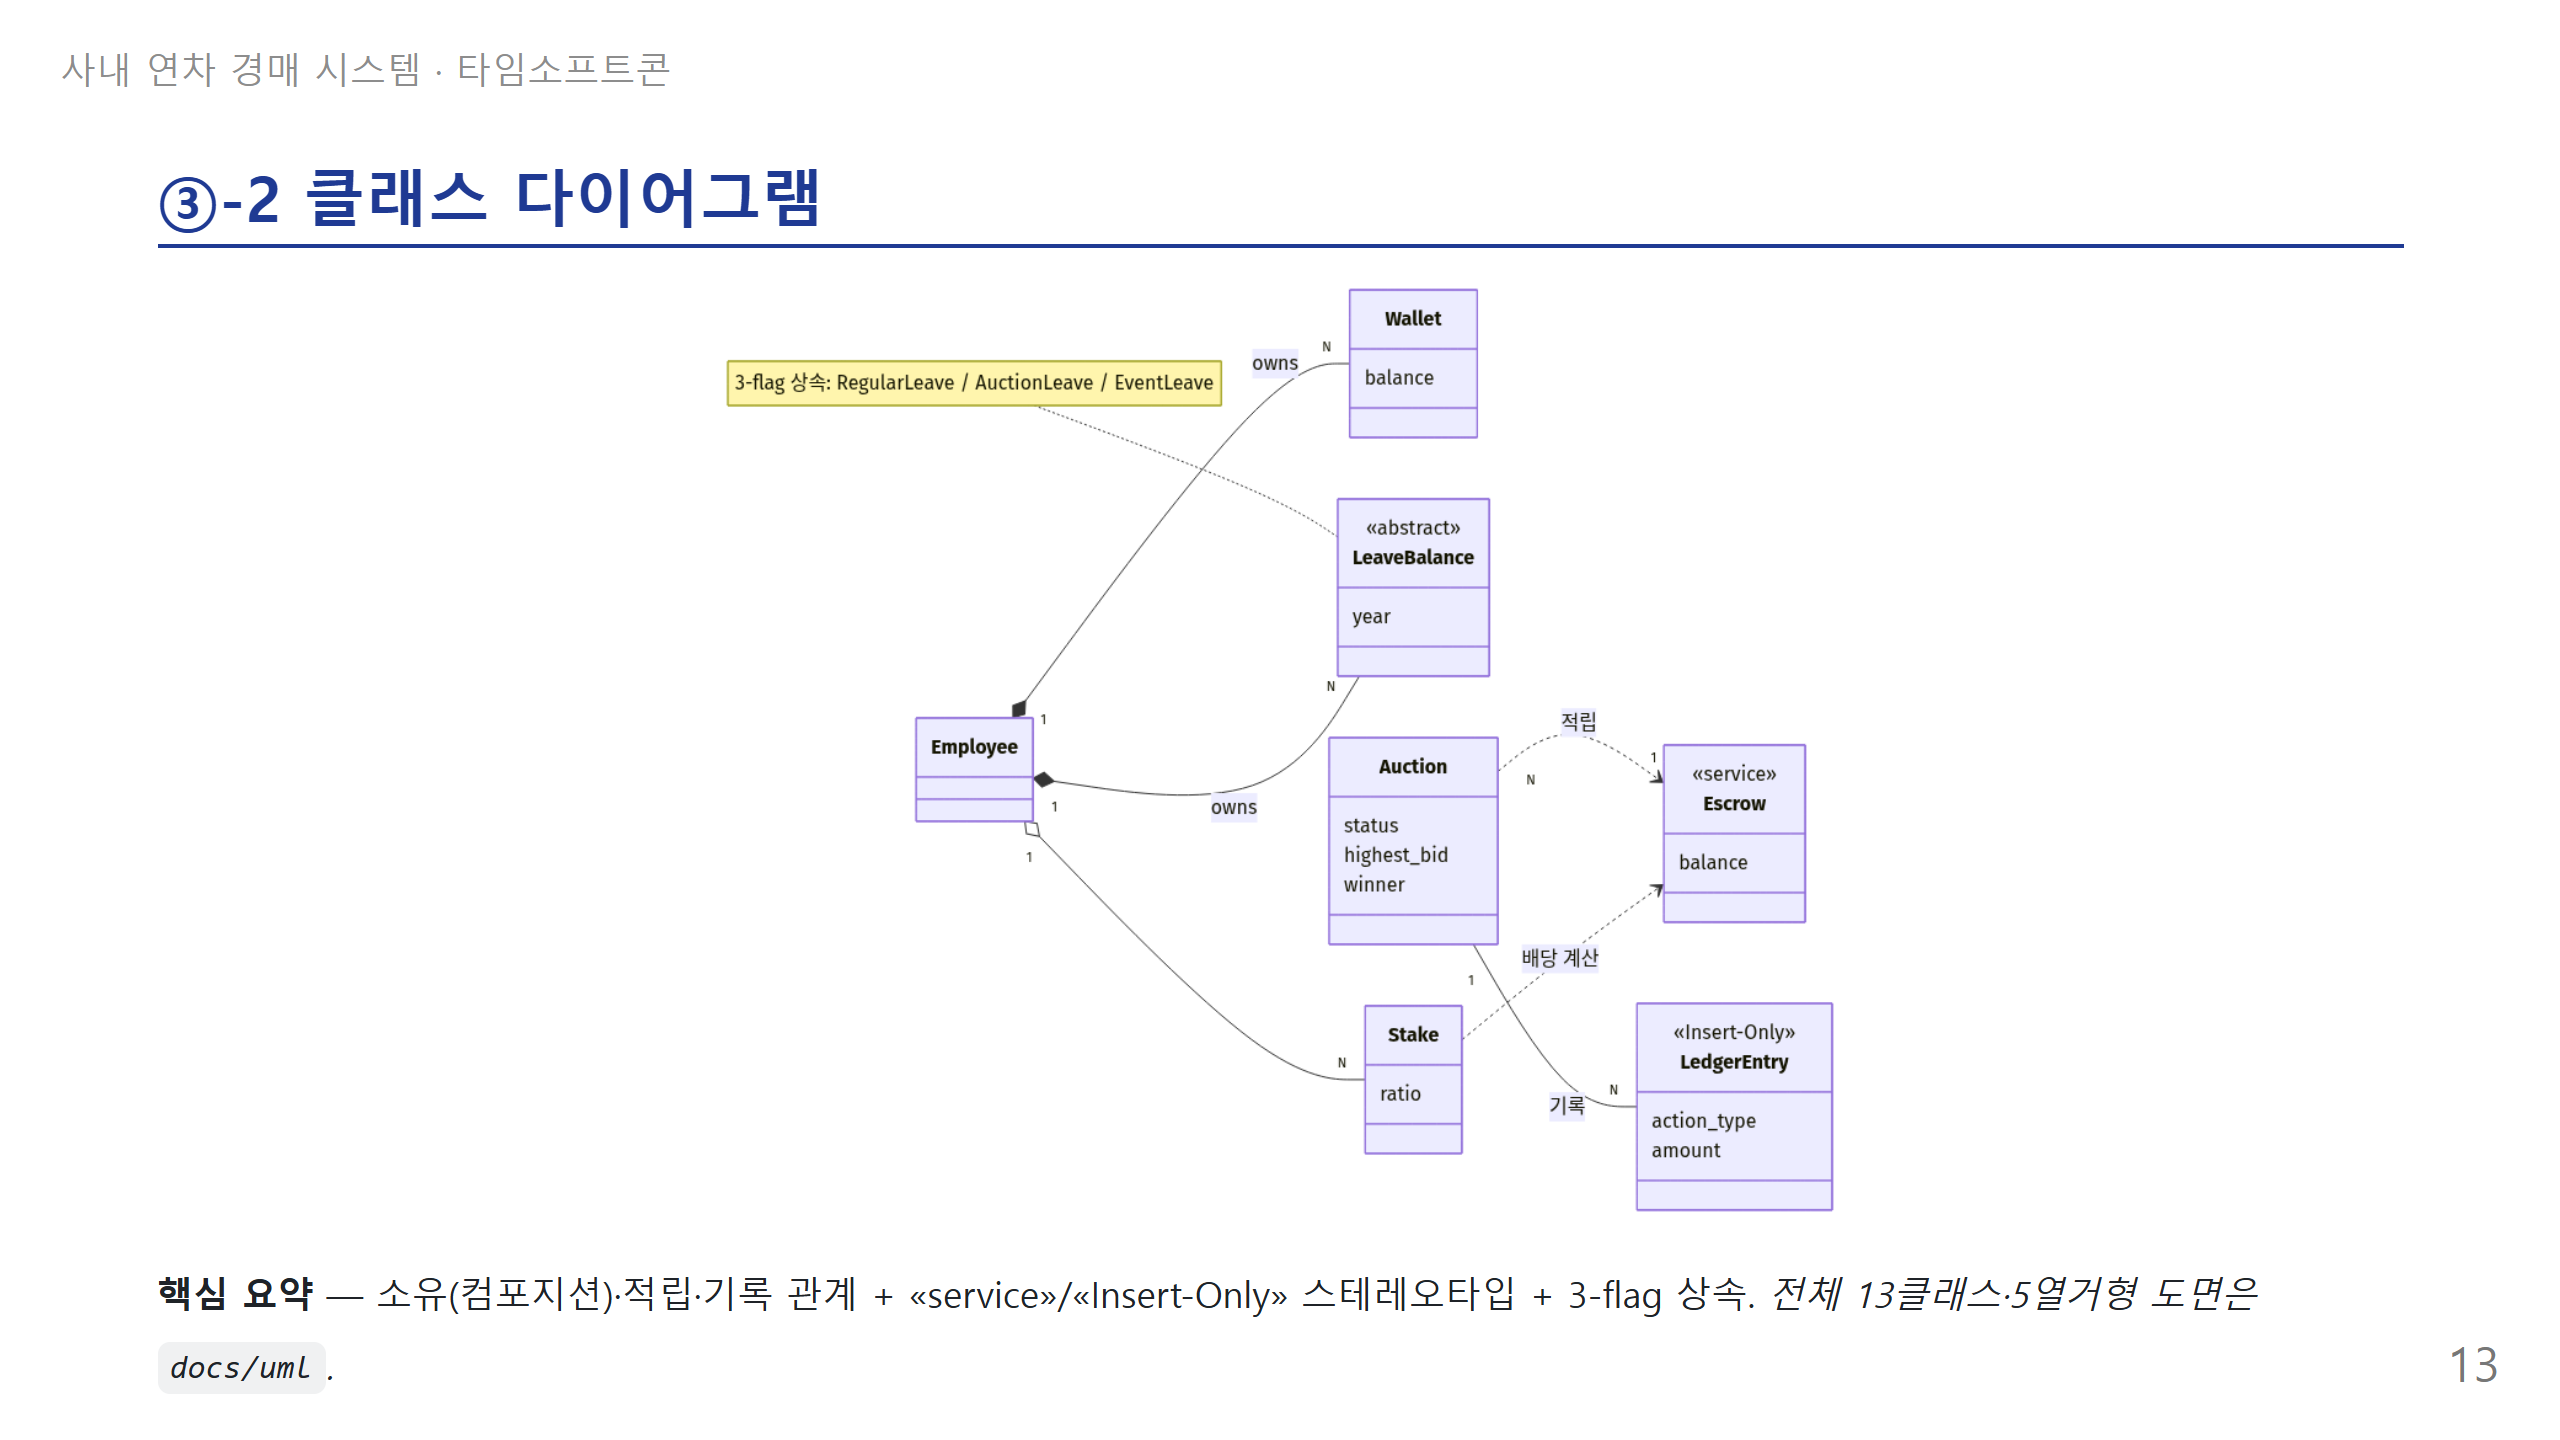 사내 연차 경매 시스템 · 타임소프트콘
③-2 클래스 다이어그램
Wallet
balance
N
owns
3-flag 상속: RegularLeave / AuctionLeave / EventLeave
«abstract»
LeaveBalance
year
N
Employee
1
1
1
owns
Auction
status
highest_bid
winner
적립
N
1
«service»
Escrow
balance
배당 계산
1
Stake
ratio
N
기록
N
«Insert-Only»
LedgerEntry
action_type
amount
핵심 요약 — 소유(컴포지션)·적립·기록 관계 + «service»/«Insert-Only» 스테레오타입 + 3-flag 상속. 전체 13클래스·5열거형 도면은
docs/uml .
13